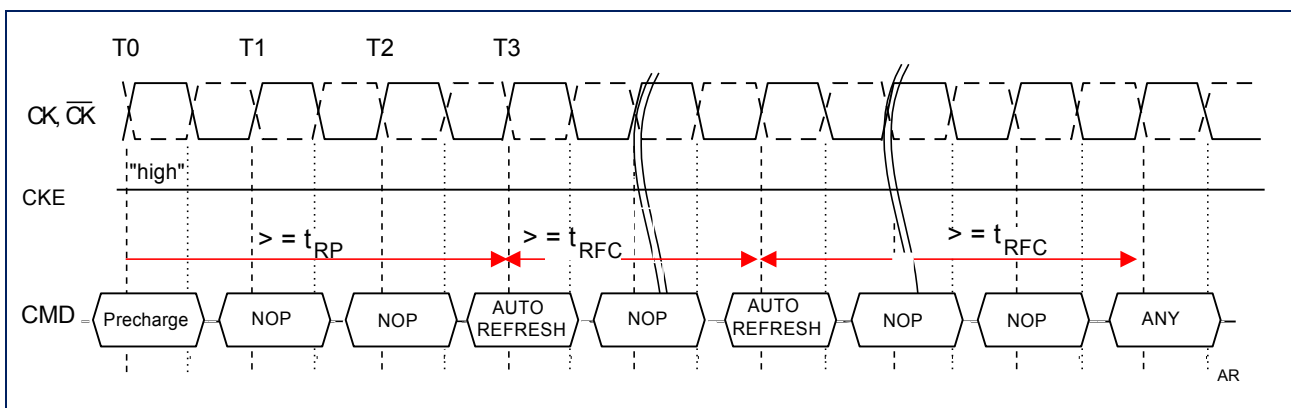 T0 T1 T2 T3
CK, C̅K̅
"high"
CKE
> = tRP > = tRFC > = tRFC
CMD Precharge NOP NOP AUTO REFRESH NOP AUTO REFRESH NOP NOP ANY
AR